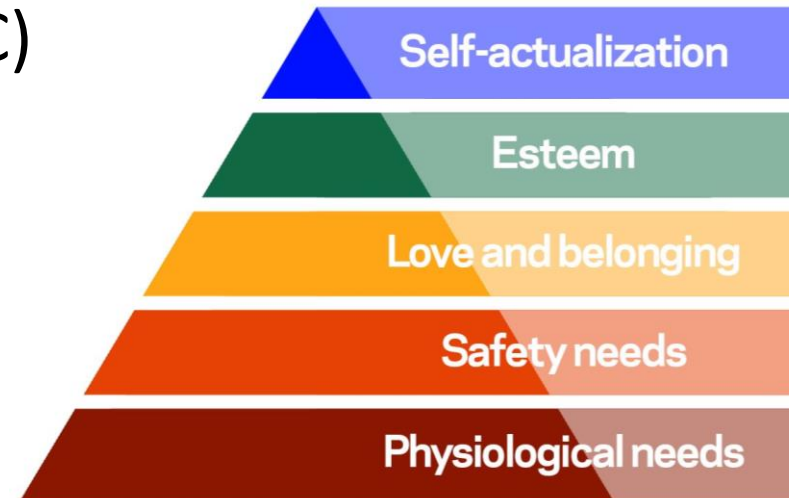 C)
Self-actualization
Esteem
Love and belonging
Safety needs
Physiological needs